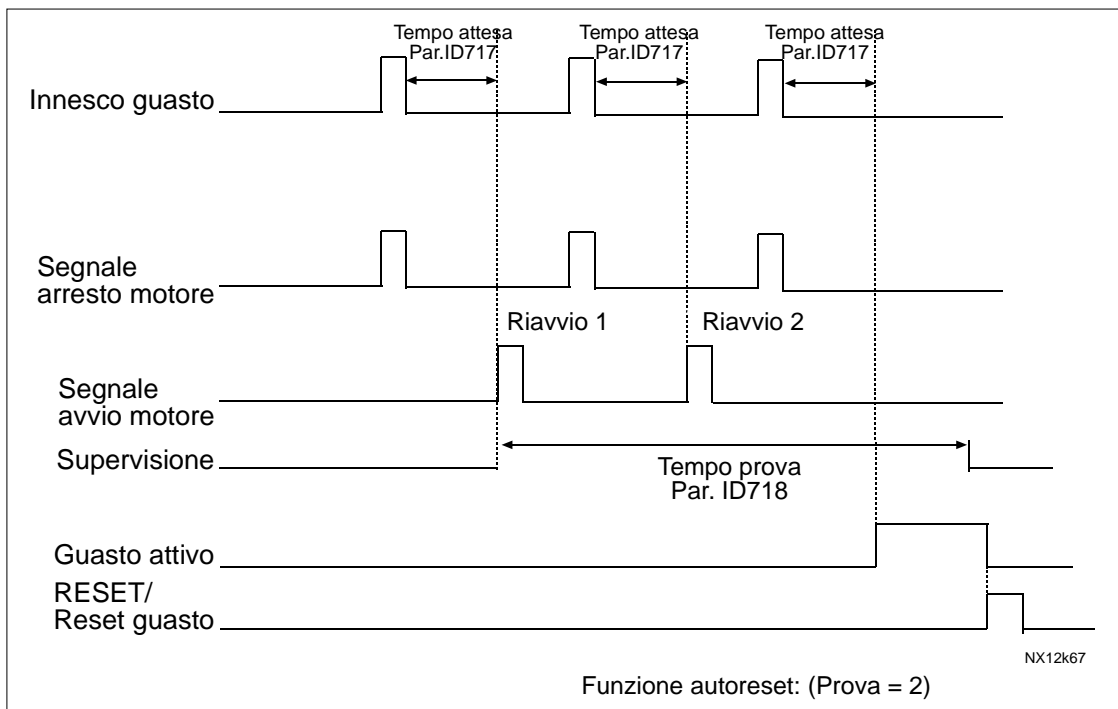 Tempo attesa
Par.ID717
Tempo attesa
Par.ID717
Tempo attesa
Par.ID717
Innesco guasto
Segnale
arresto motore
Riavvio 1
Riavvio 2
Segnale
avvio motore
Supervisione
Tempo prova
Par. ID718
Guasto attivo
RESET/
Reset guasto
NX12k67
Funzione autoreset: (Prova = 2)